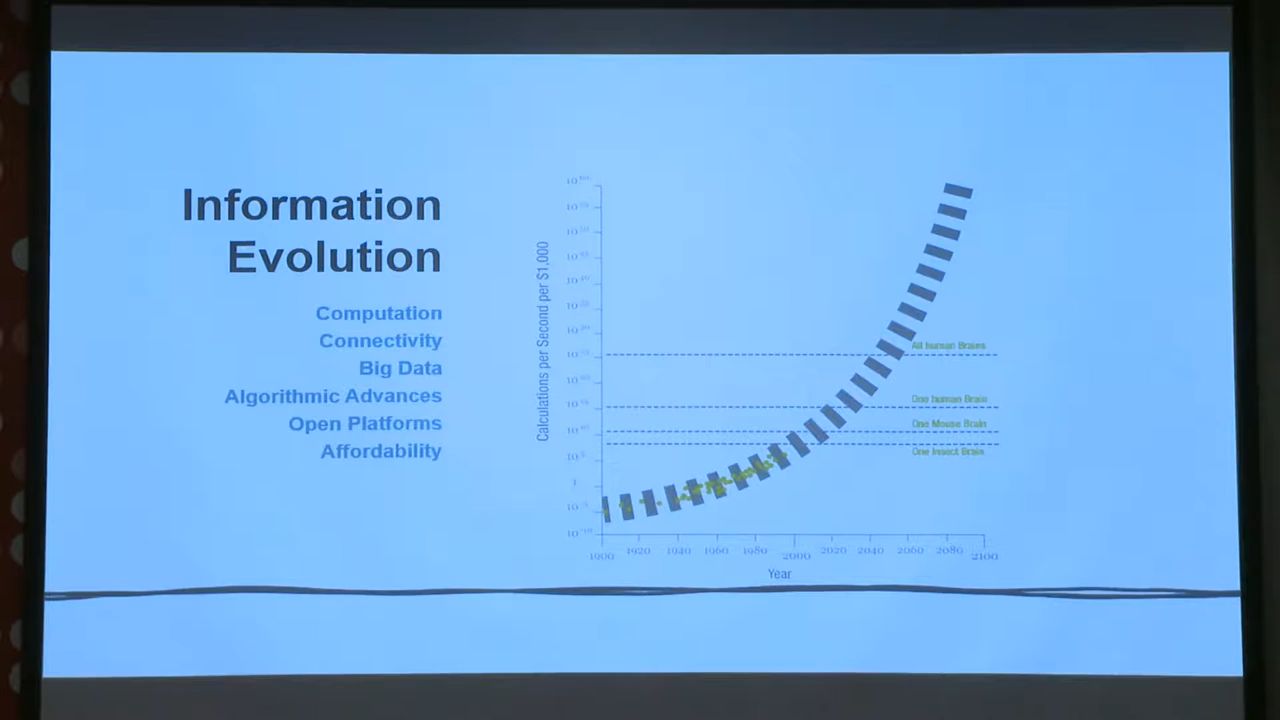 Information
Evolution
Computation
Connectivity
Big Data
Algorithmic Advances
Open Platforms
Affordability
Calculations per Second per $1,000
1
All human Brains
One human Brain
One Mouse Brain
One Insect Brain
1900 1920 1940 1960 1980 2000 2020 2040 2060 2080 2100
Year